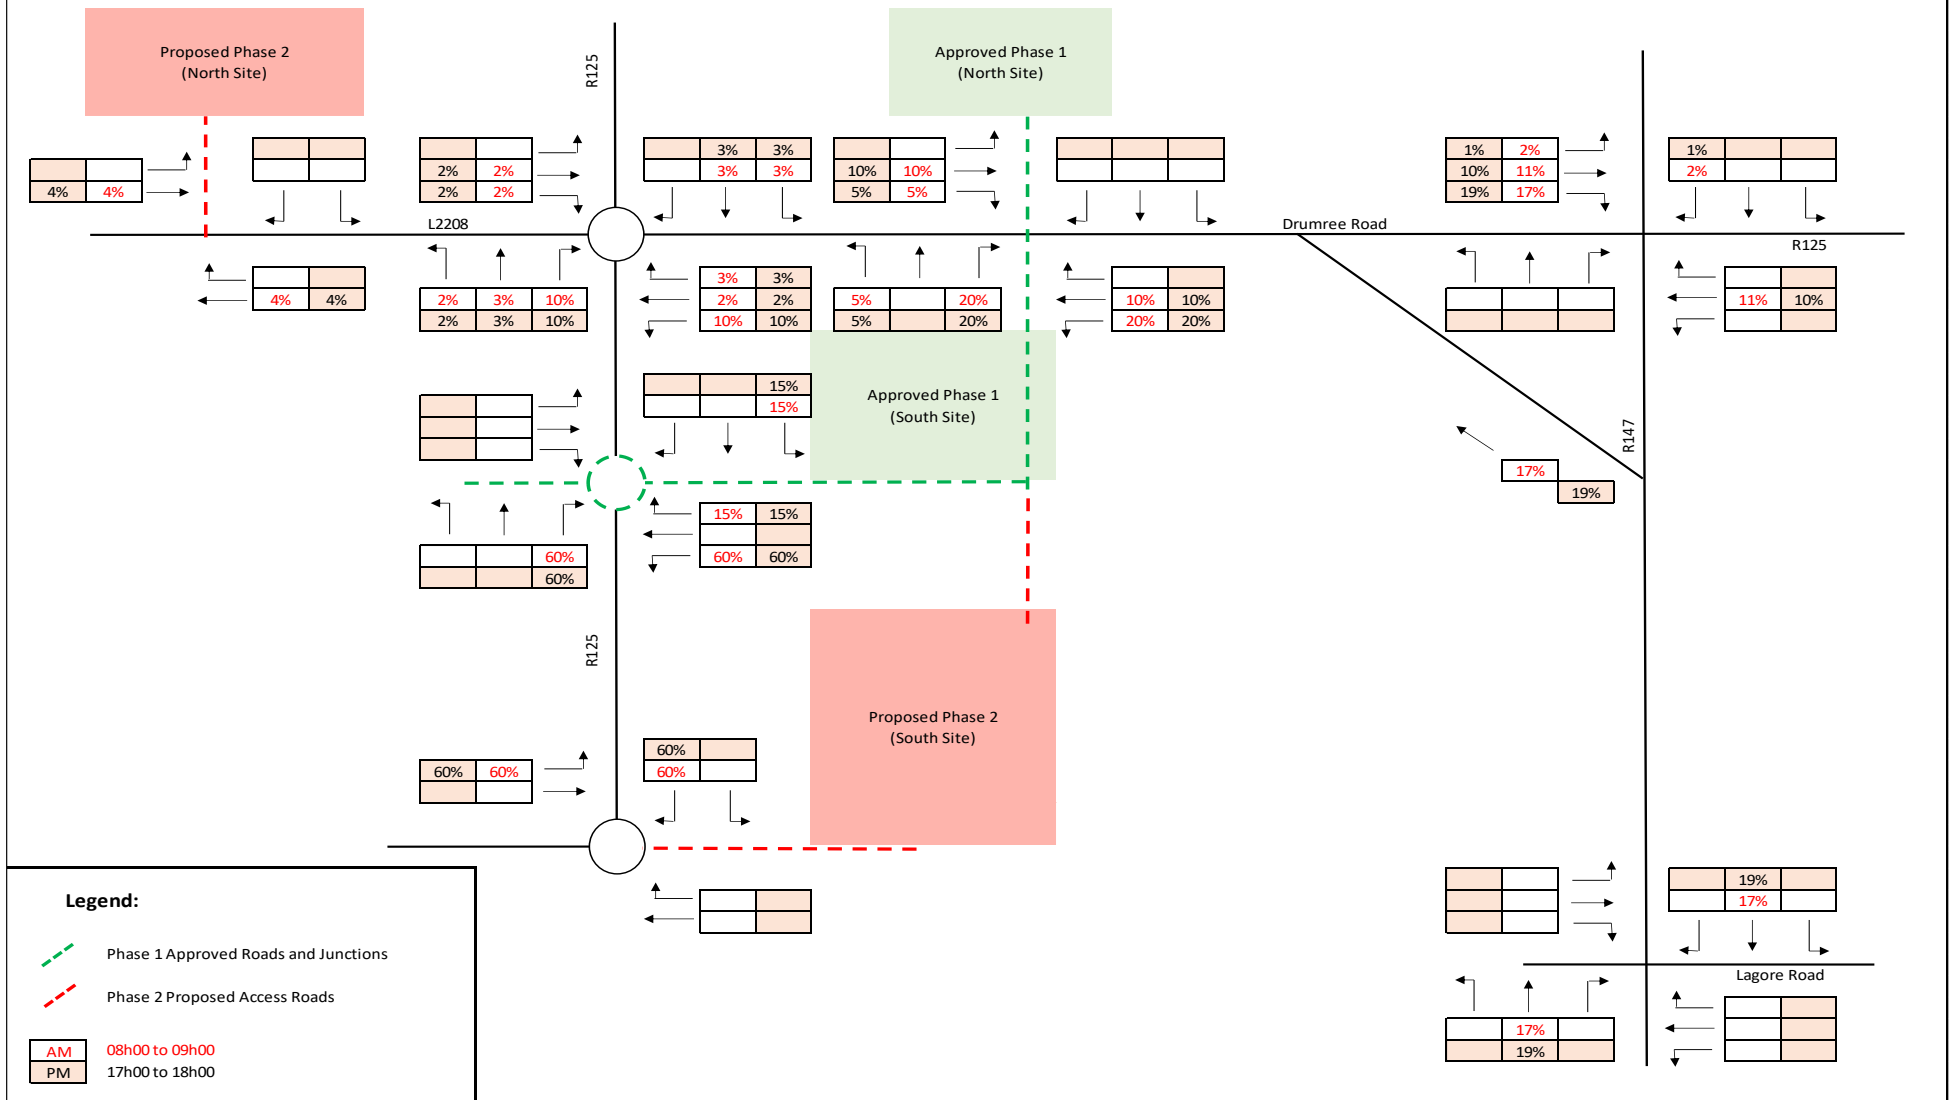 Proposed Phase 2
(North Site)
R125
Approved Phase 1
(North Site)
3% 3%
1% 2%
1%
2% 2%
3% 3%
10% 10%
10% 11%
2%
4% 4%
2% 2%
5% 5%
19% 17%
L2208
Drumree Road
R125
3% 3%
4% 4%
2% 3% 10%
2% 2%
5% 20%
10% 10%
11% 10%
2% 3% 10%
10% 10%
5% 20%
20% 20%
15%
15%
Approved Phase 1
(South Site)
R147
17%
19%
15% 15%
60%
60% 60%
60%
R125
Proposed Phase 2
(South Site)
60%
60% 60%
60%
Legend:
Phase 1 Approved Roads and Junctions
Phase 2 Proposed Access Roads
AM 08h00 to 09h00
PM 17h00 to 18h00
19%
17%
Lagore Road
17%
19%